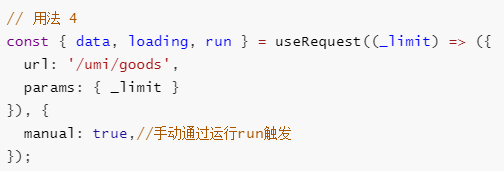 // 用法 4
const { data, loading, run } = useRequest((_limit) => ({
  url: '/umi/goods',
  params: { _limit }
}), {
  manual: true,//手动通过运行run触发
});